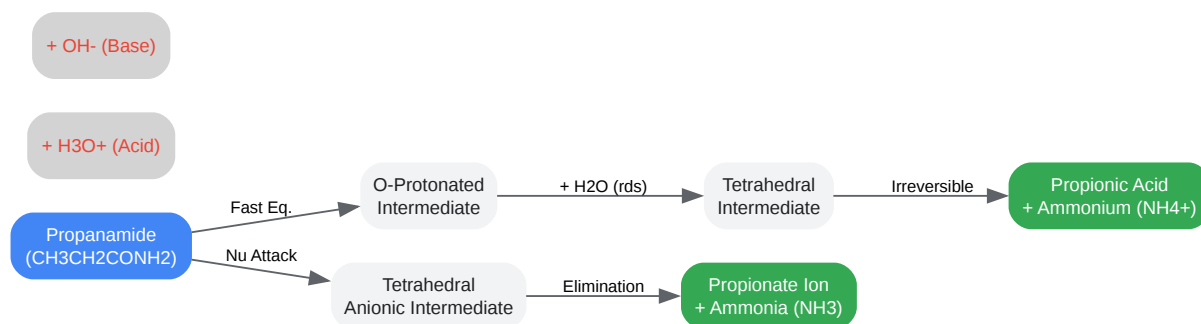 + OH- (Base)
+ H3O+ (Acid)
Propanamide
(CH3CH2CONH2)
Fast Eq.
Nu Attack
O-Protonated
Intermediate
+ H2O (rds)
Tetrahedral
Intermediate
Irreversible
Propionic Acid
+ Ammonium (NH4+)
Tetrahedral
Anionic Intermediate
Elimination
Propionate Ion
+ Ammonia (NH3)